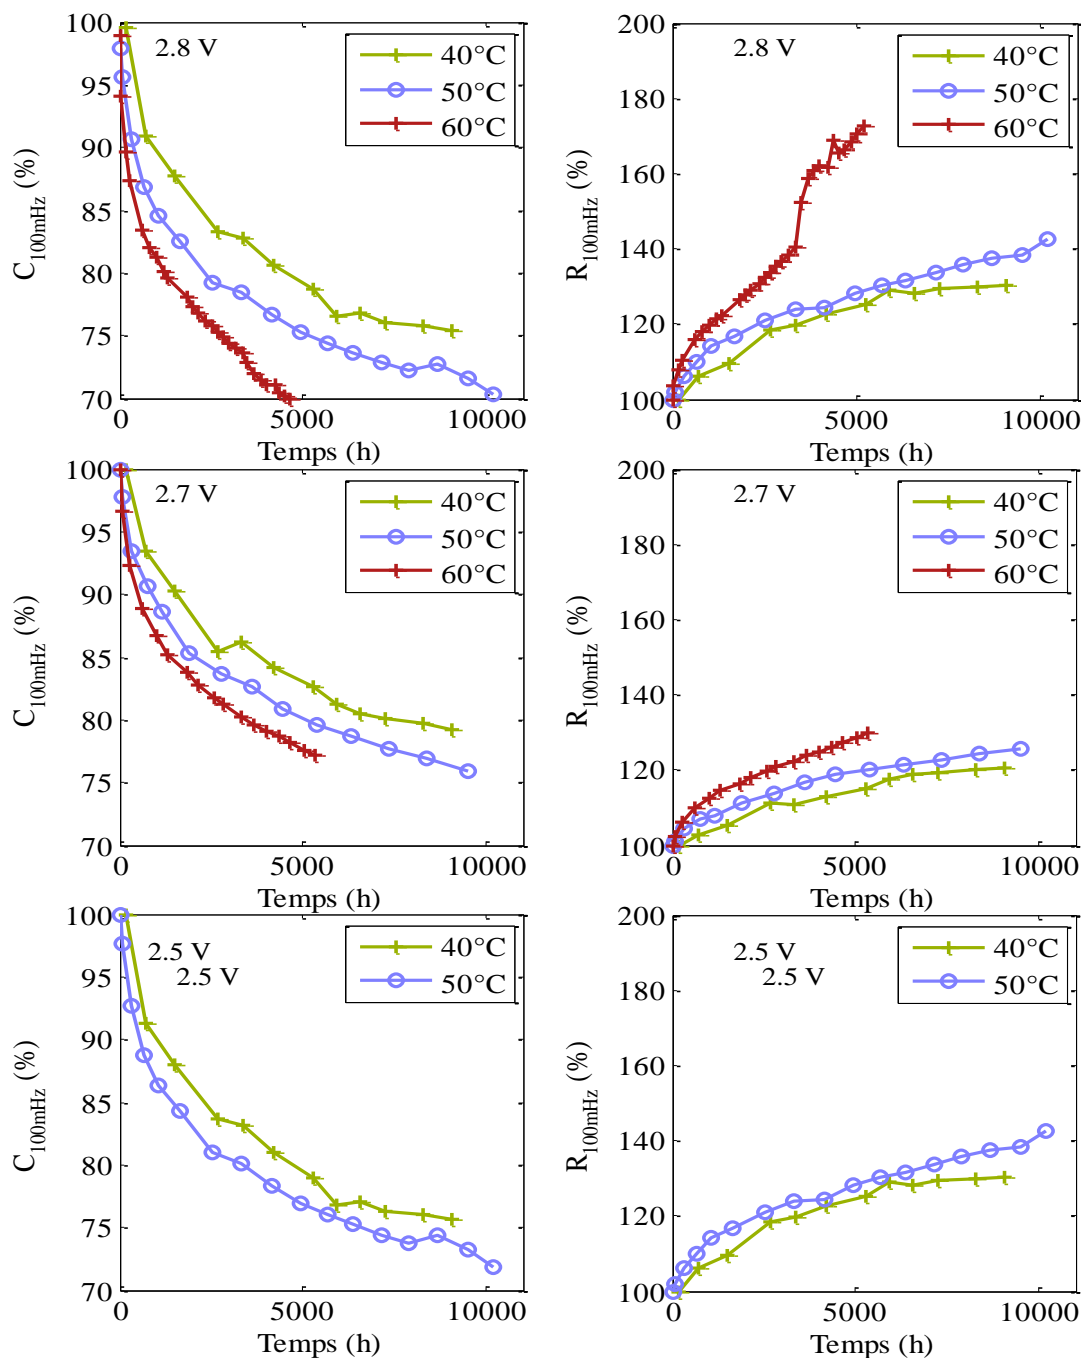 100
95
90
85
80
75
70
C100mHz (%)
2.8 V
40°C
50°C
60°C
0
5000
10000
Temps (h)
200
180
160
140
120
100
R100mHz (%)
2.8 V
40°C
50°C
60°C
0
5000
10000
Temps (h)
100
95
90
85
80
75
70
C100mHz (%)
2.7 V
40°C
50°C
60°C
0
5000
10000
Temps (h)
200
180
160
140
120
100
R100mHz (%)
2.7 V
40°C
50°C
60°C
0
5000
10000
Temps (h)
100
95
90
85
80
75
70
C100mHz (%)
2.5 V
2.5 V
40°C
50°C
0
5000
10000
Temps (h)
200
180
160
140
120
100
R100mHz (%)
2.5 V
2.5 V
40°C
50°C
0
5000
10000
Temps (h)